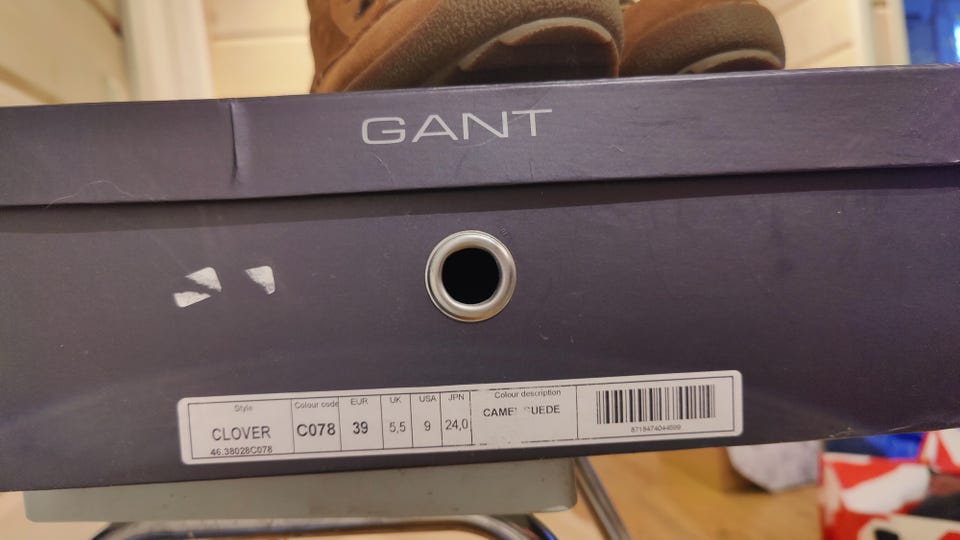 GANT
Style Colour code EUR UK USA JPN Colour description
CLOVER C078 39 5,5 9 24,0
46.38028C078
8718474044699